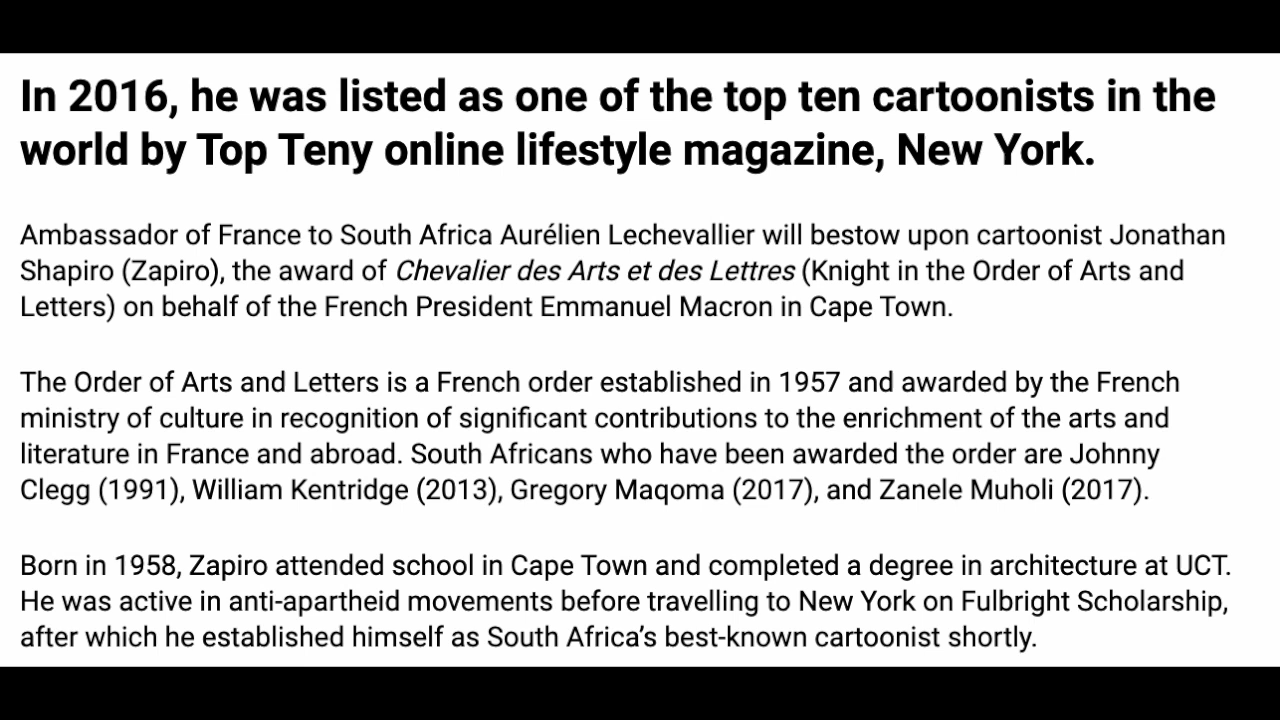 In 2016, he was listed as one of the top ten cartoonists in the
world by Top Teny online lifestyle magazine, New York.
Ambassador of France to South Africa Aurélien Lechevallier will bestow upon cartoonist Jonathan
Shapiro (Zapiro), the award of Chevalier des Arts et des Lettres (Knight in the Order of Arts and
Letters) on behalf of the French President Emmanuel Macron in Cape Town.
The Order of Arts and Letters is a French order established in 1957 and awarded by the French
ministry of culture in recognition of significant contributions to the enrichment of the arts and
literature in France and abroad. South Africans who have been awarded the order are Johnny
Clegg (1991), William Kentridge (2013), Gregory Maqoma (2017), and Zanele Muholi (2017).
Born in 1958, Zapiro attended school in Cape Town and completed a degree in architecture at UCT.
He was active in anti-apartheid movements before travelling to New York on Fulbright Scholarship,
after which he established himself as South Africa’s best-known cartoonist shortly.